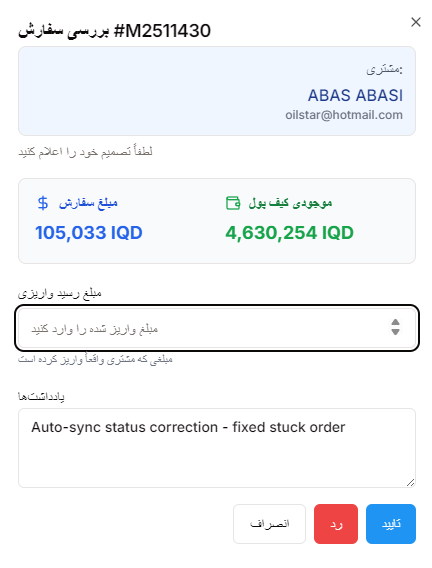 بررسی سفارش #M2511430
مشتری:
ABAS ABASI
oilstar@hotmail.com
لطفاً تصمیم خود را اعلام کنید
مبلغ سفارش
105,033 IQD
موجودی کیف پول
4,630,254 IQD
مبلغ رسید واریزی
مبلغ واریز شده را وارد کنید
مبلغی که مشتری واقعاً واریز کرده است
یادداشت‌ها
Auto-sync status correction - fixed stuck order
انصراف
رد
تایید